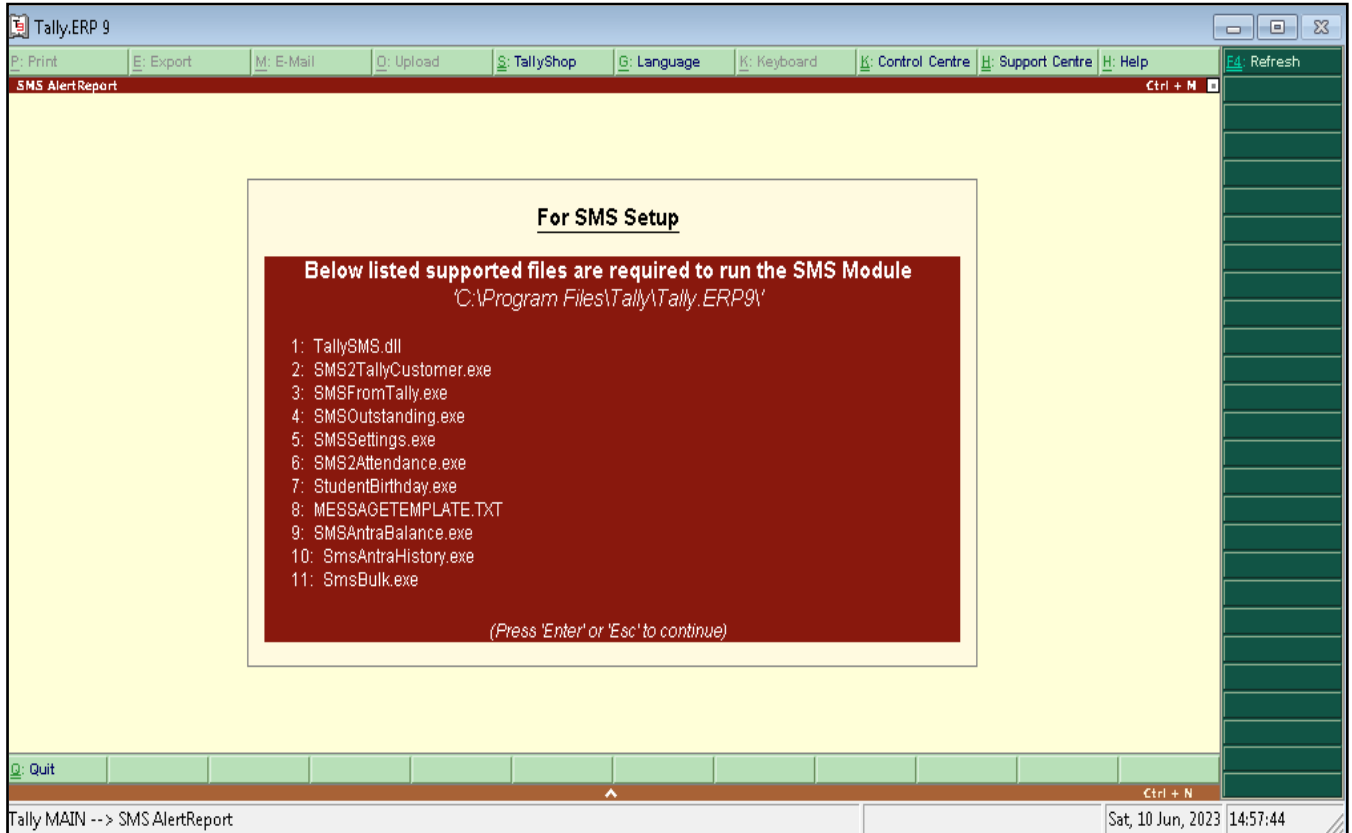 Tally.ERP 9
P: Print E: Export M: E-Mail O: Upload S: TallyShop G: Language K: Keyboard K: Control Centre H: Support Centre H: Help F4: Refresh
SMS AlertReport Ctrl + M
For SMS Setup
Below listed supported files are required to run the SMS Module
'C:\Program Files\Tally\Tally.ERP9\'
1: TallySMS.dll
2: SMS2TallyCustomer.exe
3: SMSFromTally.exe
4: SMSOutstanding.exe
5: SMSSettings.exe
6: SMS2Attendance.exe
7: StudentBirthday.exe
8: MESSAGETEMPLATE.TXT
9: SMSAntraBalance.exe
10: SmsAntraHistory.exe
11: SmsBulk.exe
(Press 'Enter' or 'Esc' to continue)
Q: Quit
Ctrl + N
Tally MAIN --> SMS AlertReport Sat, 10 Jun, 2023 14:57:44